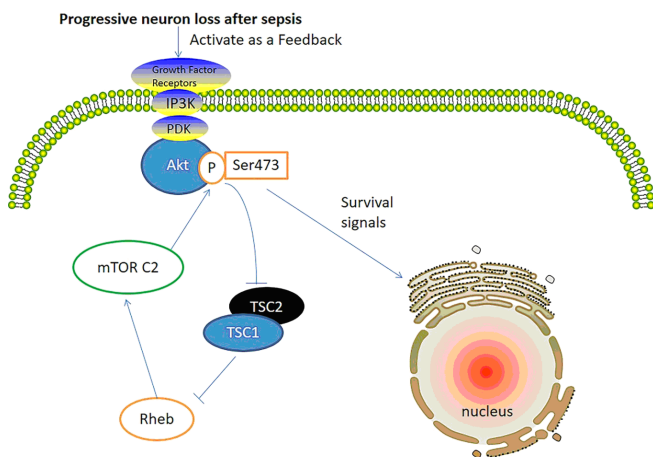 Progressive neuron loss after sepsis
Activate as a Feedback
Growth Factor
Receptors
IP3K
PDK
Akt
P
Ser473
Survival
signals
mTOR C2
TSC2
TSC1
Rheb
nucleus